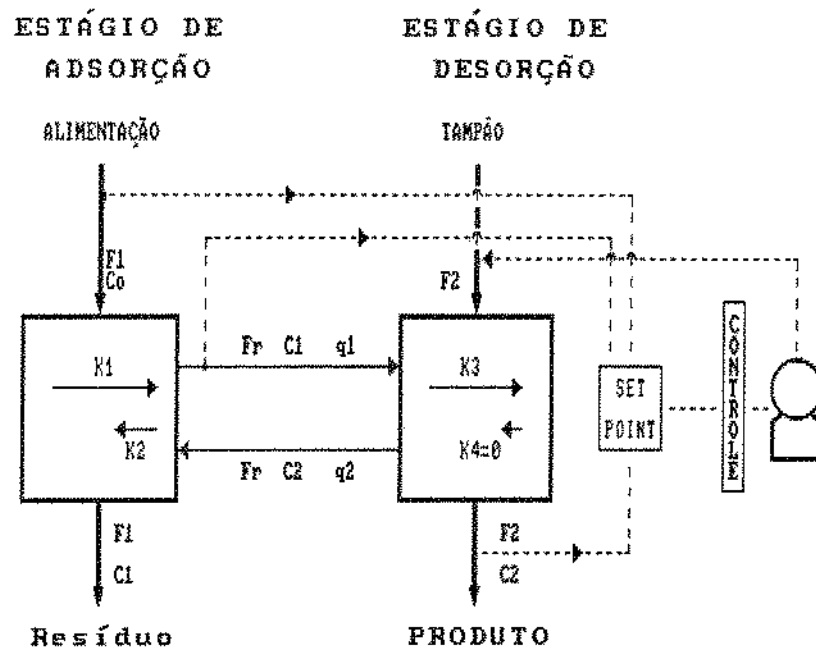 ESTÁGIO DE
ADSORÇÃO
ESTÁGIO DE
DESORÇÃO
ALIMENTAÇÃO
TAMPÃO
F1
Co
F2
K1
K2
Fr C1 q1
Fr C2 q2
K3
K4=0
SET
POINT
CONTROLE
F1
C1
F2
C2
Resíduo
PRODUTO